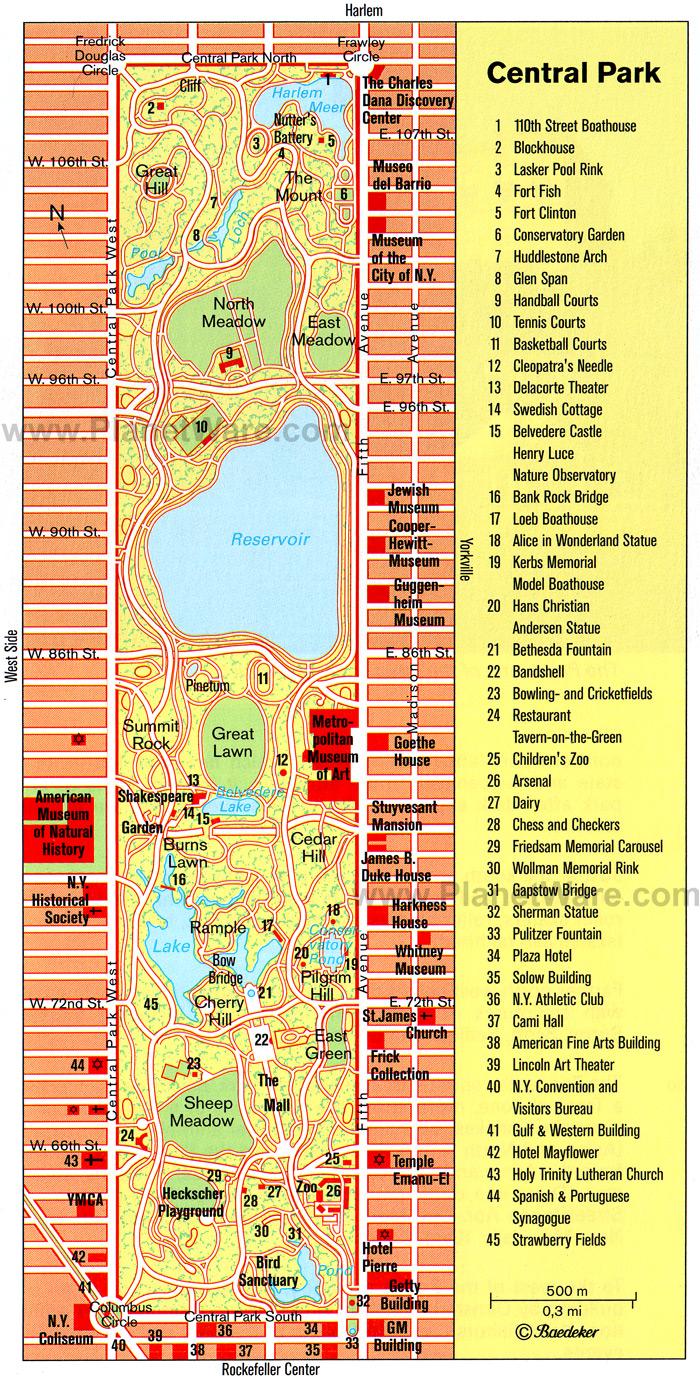 Harlem
Fredrick
Douglas
Circle
Central Park North
Frawley
Circle
Cliff
Harlem
Meer
The Charles
Dana Discovery
Center
2
Nutter's
Battery
3
4
5
E. 107th St.
W. 106th St.
Great
Hill
The
Mount
6
Museo
del Barrio
N
7
Loch
8
Pool
Museum
of the
City of N.Y.
Central Park West
W. 100th St.
North
Meadow
East
Meadow
Fifth Avenue
Madison Avenue
9
W. 96th St.
E. 97th St.
E. 96th St.
www.PlanetWare.com
10
Jewish
Museum
Cooper-
Hewitt-
Museum
W. 90th St.
Reservoir
Yorkville
Guggen-
heim
Museum
West Side
W. 86th St.
E. 86th St.
Pinetum
11
Summit
Rock
Great
Lawn
12
Metro-
politan
Museum
of Art
Goethe
House
13
Shakespeare
Garden
14
15
Belvedere
Lake
American
Museum
of Natural
History
Stuyvesant
Mansion
Burns
Lawn
Cedar
Hill
James B.
Duke House
16
www.PlanetWare.com
N.Y.
Historical
Society
Harkness
House
Rample
17
18
Conser-
vatory
Pond
Lake
Whitney
Museum
Bow
Bridge
20
19
Pilgrim
Hill
Central Park West
Avenue
W. 72nd St.
45
Cherry
Hill
21
E. 72th St.
St.James
Church
22
East
Green
Frick
Collection
44
23
The
Mall
Sheep
Meadow
Fifth
24
W. 66th St.
43
25
Temple
Emanu-El
29
YMCA
Heckscher
Playground
28
27
Zoo
26
30
31
42
Bird
Sanctuary
Pond
Hotel
Pierre
41
Getty
Building
32
Columbus
Circle
Central Park South
N.Y.
Coliseum
40
39
38
36
37
34
35
33
GM
Building
Rockefeller Center
Central Park
1 110th Street Boathouse
2 Blockhouse
3 Lasker Pool Rink
4 Fort Fish
5 Fort Clinton
6 Conservatory Garden
7 Huddlestone Arch
8 Glen Span
9 Handball Courts
10 Tennis Courts
11 Basketball Courts
12 Cleopatra's Needle
13 Delacorte Theater
14 Swedish Cottage
15 Belvedere Castle
Henry Luce
Nature Observatory
16 Bank Rock Bridge
17 Loeb Boathouse
18 Alice in Wonderland Statue
19 Kerbs Memorial
Model Boathouse
20 Hans Christian
Andersen Statue
21 Bethesda Fountain
22 Bandshell
23 Bowling- and Cricketfields
24 Restaurant
Tavern-on-the-Green
25 Children's Zoo
26 Arsenal
27 Dairy
28 Chess and Checkers
29 Friedsam Memorial Carousel
30 Wollman Memorial Rink
31 Gapstow Bridge
32 Sherman Statue
33 Pulitzer Fountain
34 Plaza Hotel
35 Solow Building
36 N.Y. Athletic Club
37 Cami Hall
38 American Fine Arts Building
39 Lincoln Art Theater
40 N.Y. Convention and
Visitors Bureau
41 Gulf & Western Building
42 Hotel Mayflower
43 Holy Trinity Lutheran Church
44 Spanish & Portuguese
Synagogue
45 Strawberry Fields
500 m
0,3 mi
© Baedeker